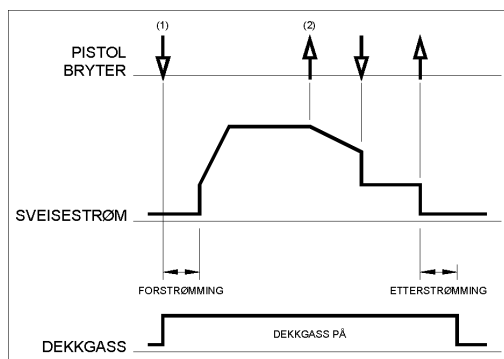 (1)
(2)
PISTOL
BRYTER
SVEISESTRØM
FORSTRØMMING
ETTERSTRØMMING
DEKKGASS PÅ
DEKKGASS